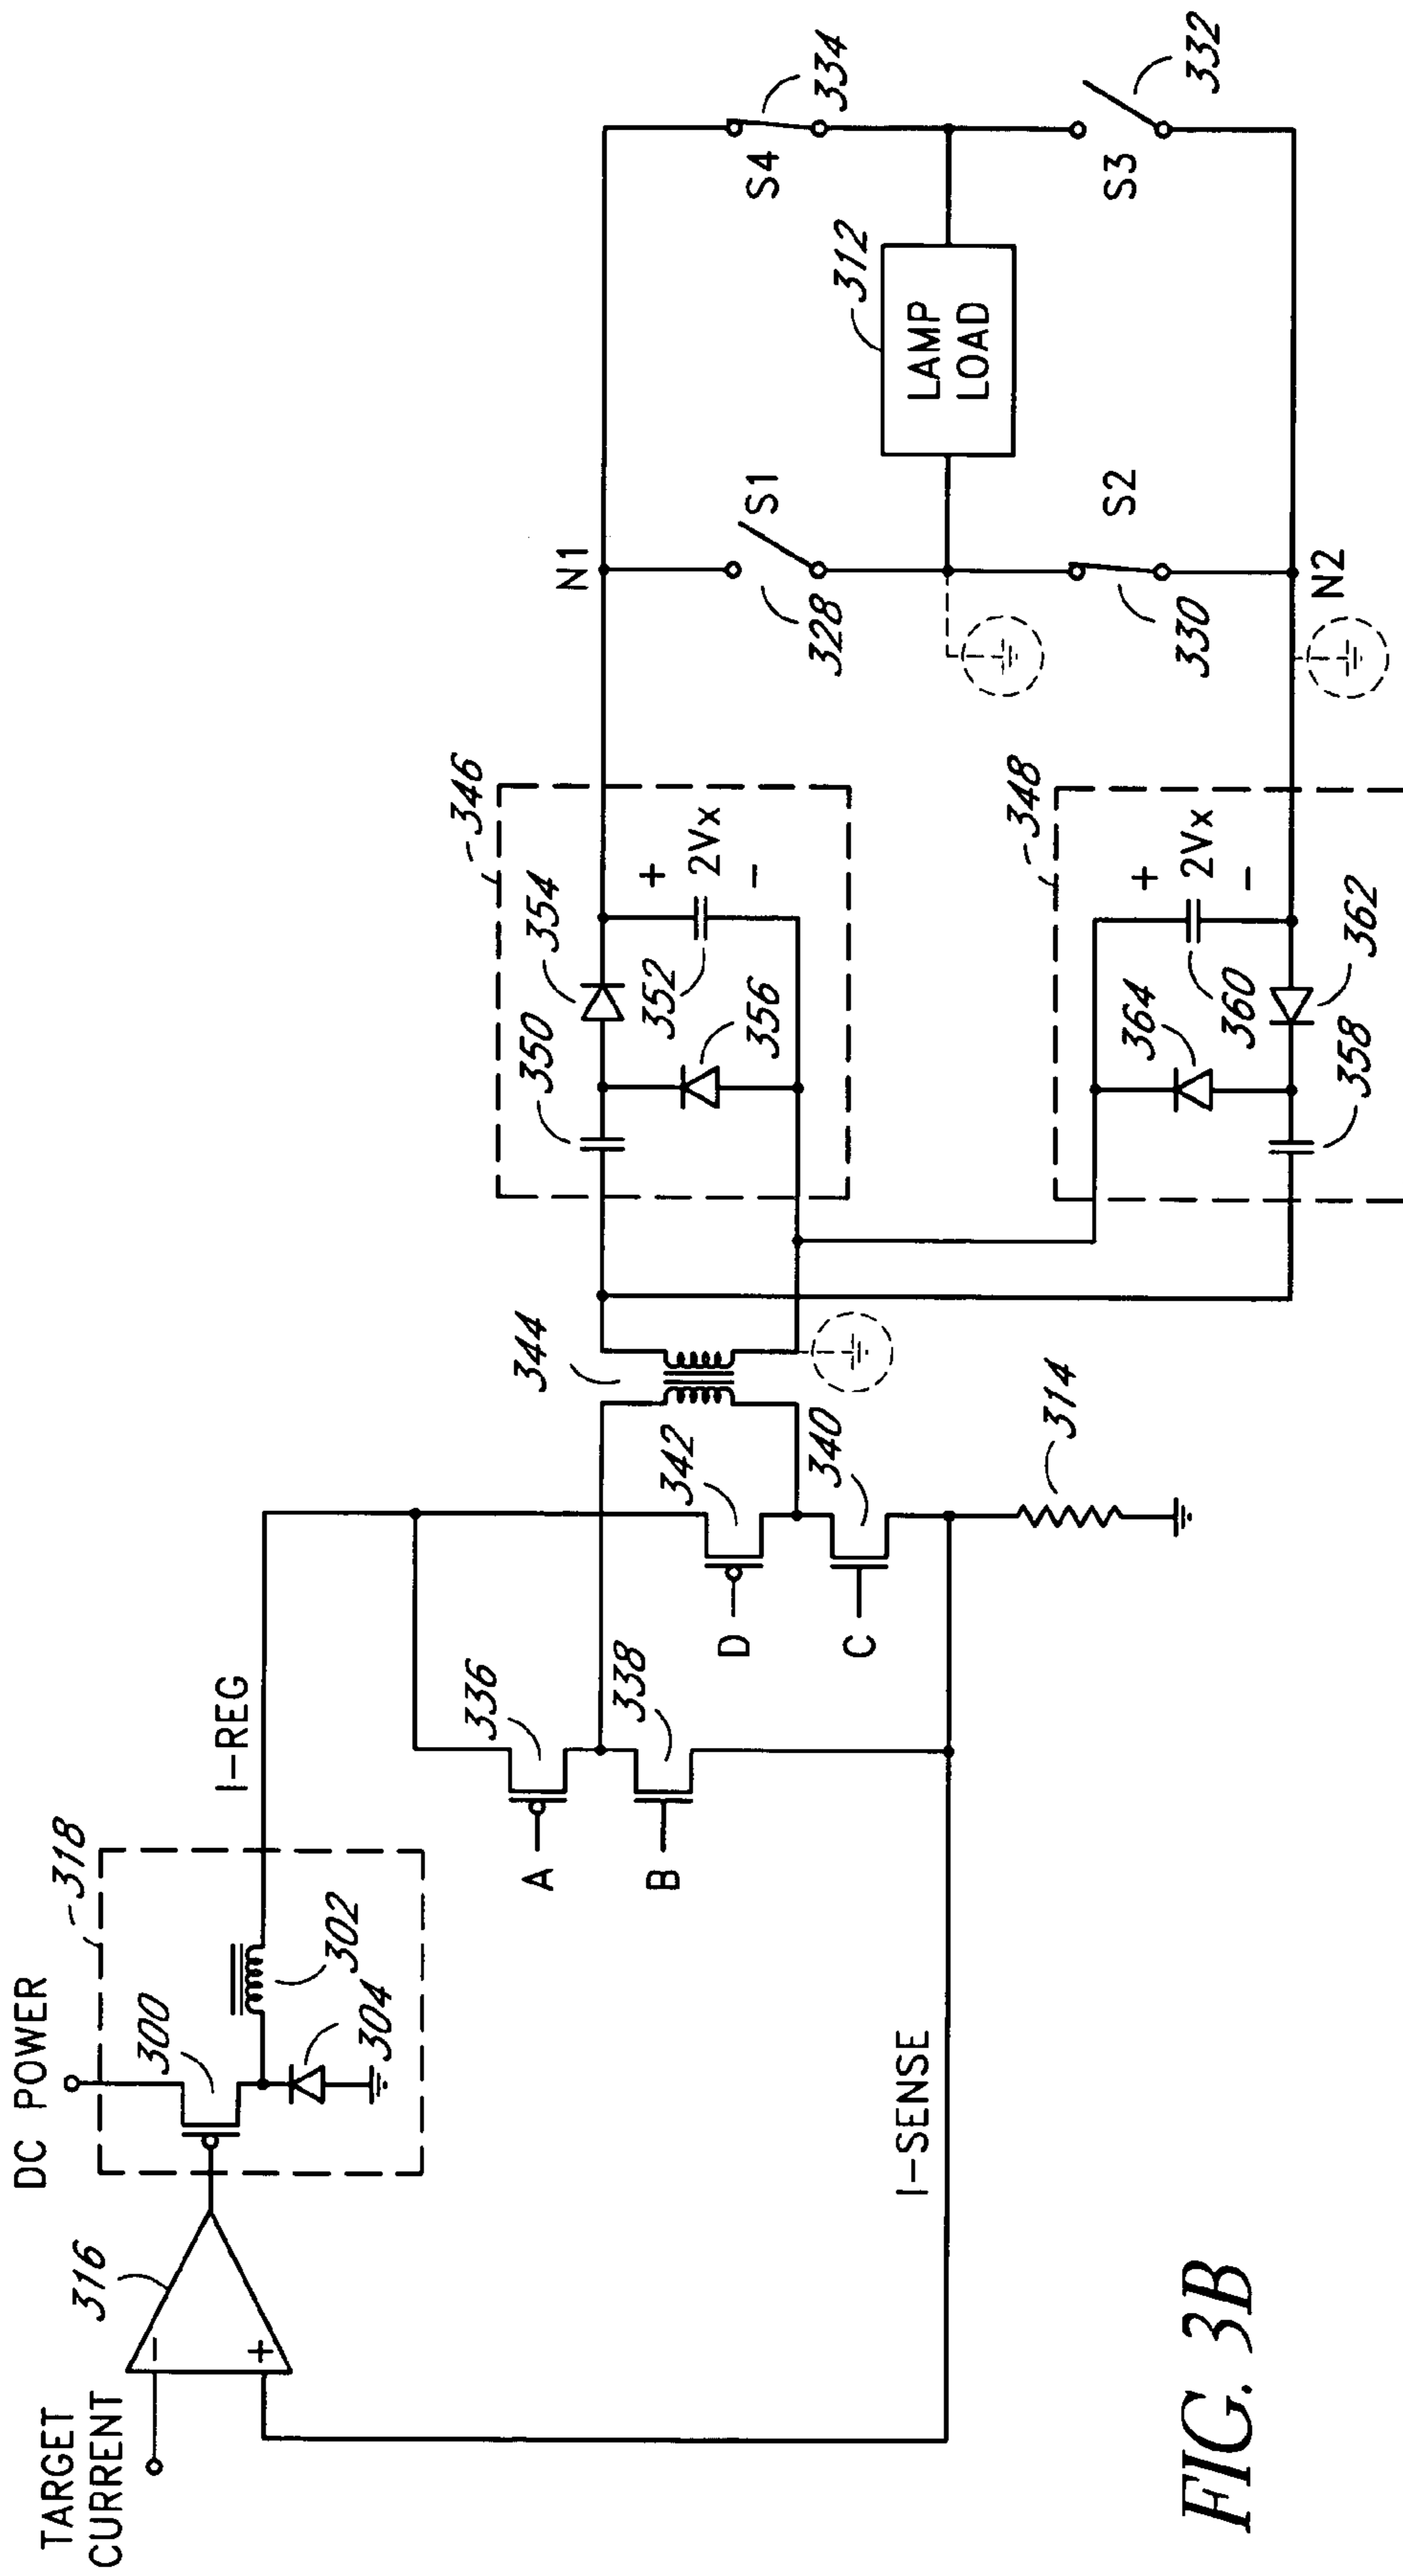 TARGET
CURRENT
316
−
+
DC POWER
318
300
302
304
I-REG
I-SENSE
A
336
B
338
D
342
C
340
314
344
346
350
354
352
356
+
2Vx
−
348
364
360
362
358
+
2Vx
−
N1
N2
S1
328
S2
330
LAMP
LOAD
312
S4
334
S3
332
FIG. 3B